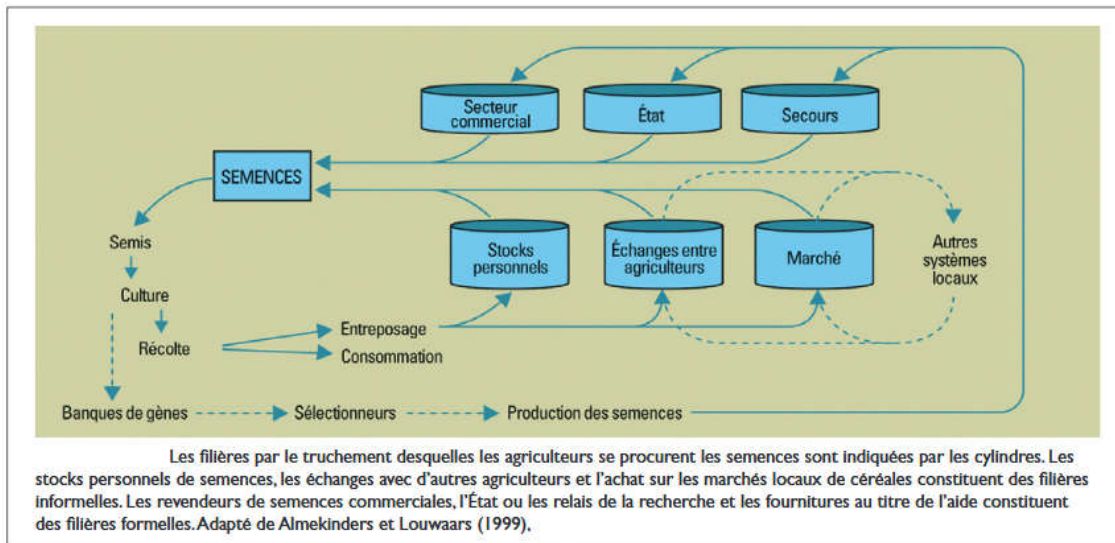 Secteur
commercial
État
Secours
SEMENCES
Semis
Culture
Récolte
Stocks
personnels
Échanges entre
agriculteurs
Marché
Autres
systèmes
locaux
Entreposage
Consommation
Banques de gènes
Sélectionneurs
Production des semences
Les filières par le truchement desquelles les agriculteurs se procurent les semences sont indiquées par les cylindres. Les
stocks personnels de semences, les échanges avec d'autres agriculteurs et l'achat sur les marchés locaux de céréales constituent des filières
informelles. Les revendeurs de semences commerciales, l'État ou les relais de la recherche et les fournitures au titre de l'aide constituent
des filières formelles. Adapté de Almekinders et Louwaars (1999).